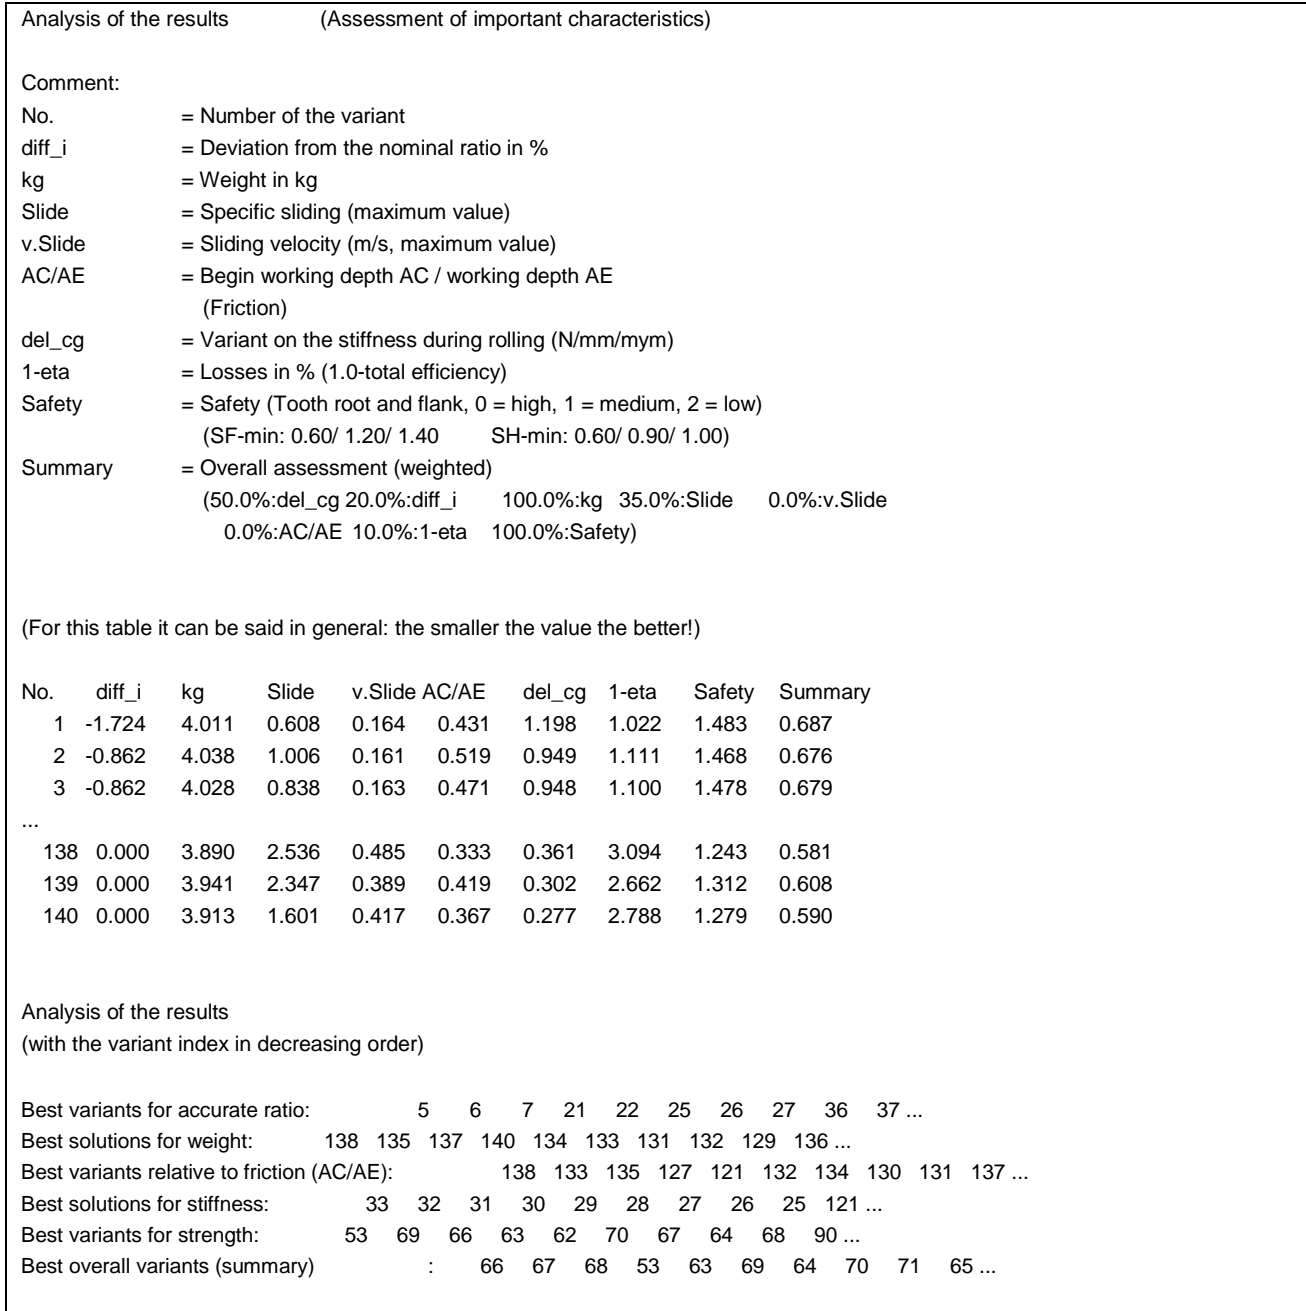 Analysis of the results (Assessment of important characteristics)
Comment:
No. = Number of the variant
diff_i = Deviation from the nominal ratio in %
kg = Weight in kg
Slide = Specific sliding (maximum value)
v.Slide = Sliding velocity (m/s, maximum value)
AC/AE = Begin working depth AC / working depth AE
(Friction)
del_cg = Variant on the stiffness during rolling (N/mm/mym)
1-eta = Losses in % (1.0-total efficiency)
Safety = Safety (Tooth root and flank, 0 = high, 1 = medium, 2 = low)
(SF-min: 0.60/ 1.20/ 1.40 SH-min: 0.60/ 0.90/ 1.00)
Summary = Overall assessment (weighted)
(50.0%:del_cg 20.0%:diff_i 100.0%:kg 35.0%:Slide 0.0%:v.Slide
0.0%:AC/AE 10.0%:1-eta 100.0%:Safety)
(For this table it can be said in general: the smaller the value the better!)
No. diff_i kg Slide v.Slide AC/AE del_cg 1-eta Safety Summary
1 -1.724 4.011 0.608 0.164 0.431 1.198 1.022 1.483 0.687
2 -0.862 4.038 1.006 0.161 0.519 0.949 1.111 1.468 0.676
3 -0.862 4.028 0.838 0.163 0.471 0.948 1.100 1.478 0.679
...
138 0.000 3.890 2.536 0.485 0.333 0.361 3.094 1.243 0.581
139 0.000 3.941 2.347 0.389 0.419 0.302 2.662 1.312 0.608
140 0.000 3.913 1.601 0.417 0.367 0.277 2.788 1.279 0.590
Analysis of the results
(with the variant index in decreasing order)
Best variants for accurate ratio: 5 6 7 21 22 25 26 27 36 37 ...
Best solutions for weight: 138 135 137 140 134 133 131 132 129 136 ...
Best variants relative to friction (AC/AE): 138 133 135 127 121 132 134 130 131 137 ...
Best solutions for stiffness: 33 32 31 30 29 28 27 26 25 121 ...
Best variants for strength: 53 69 66 63 62 70 67 64 68 90 ...
Best overall variants (summary) : 66 67 68 53 63 69 64 70 71 65 ...